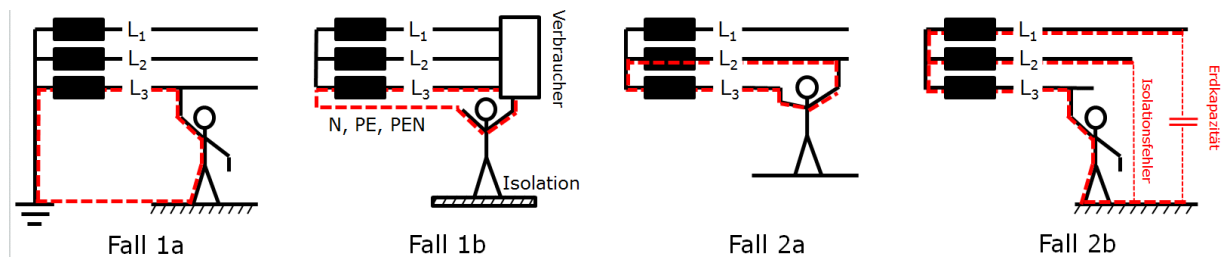 L1
L2
L3
Fall 1a
L1
L2
L3
N, PE, PEN
Verbraucher
Isolation
Fall 1b
L1
L2
L3
Fall 2a
L1
L2
L3
Isolationsfehler
Erdkapazität
Fall 2b